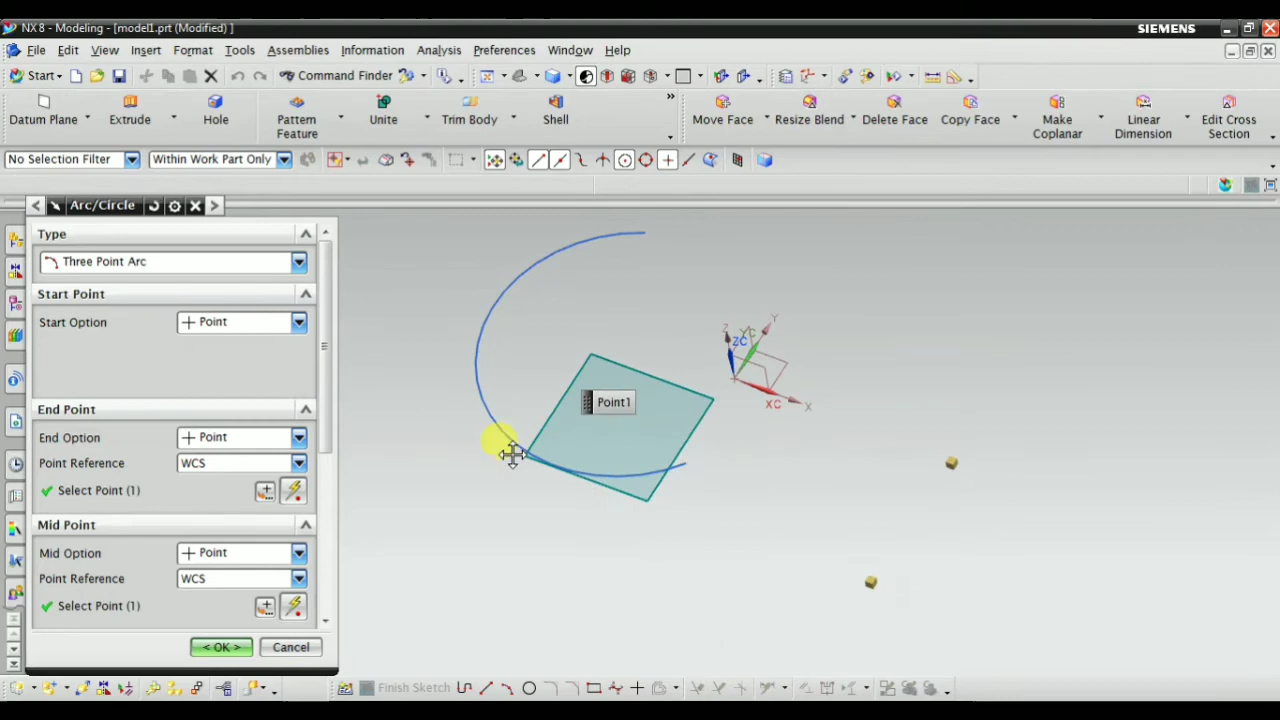 NX 8 - Modeling - [model1.prt (Modified) ]
SIEMENS
File Edit View Insert Format Tools Assemblies Information Analysis Preferences Window Help
Start Command Finder
Datum Plane Extrude Hole Pattern Feature Unite Trim Body Shell Move Face Resize Blend Delete Face Copy Face Make Coplanar Linear Dimension Edit Cross Section
No Selection Filter Within Work Part Only
Arc/Circle
Type
Three Point Arc
Start Point
Start Option Point
End Point
End Option Point
Point Reference WCS
Select Point (1)
Mid Point
Mid Option Point
Point Reference WCS
Select Point (1)
< OK > Cancel
Point1
Z
YC
Y
ZC
XC
X
Finish Sketch